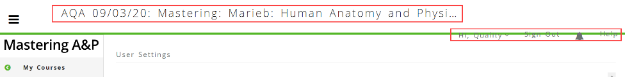 AQA 09/03/20: Mastering: Marieb: Human Anatomy and Physi...
Hi, Quality
Sign Out
Help
Mastering A&P
My Courses
User Settings